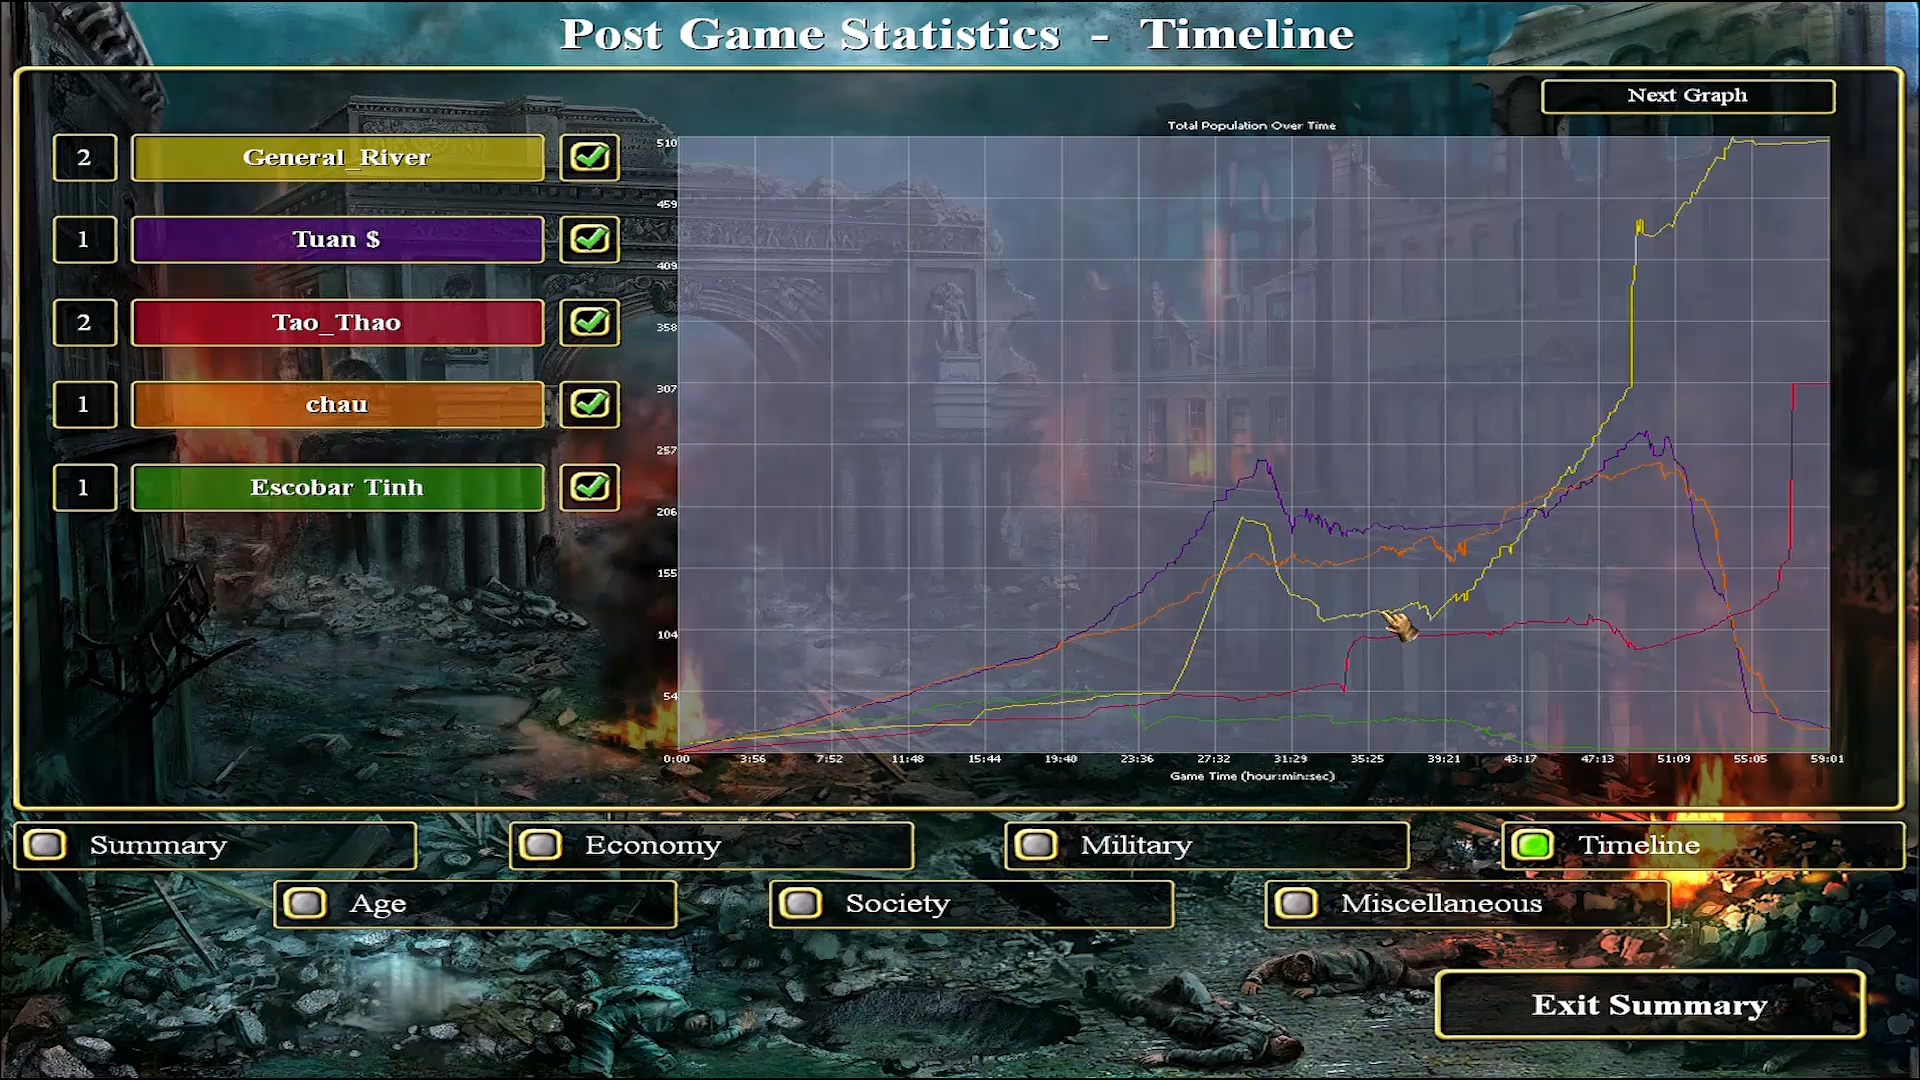 Post Game Statistics - Timeline
Next Graph
Total Population Over Time
2 General_River
1 Tuan $
2 Tao_Thao
1 chau
1 Escobar Tinh
510
459
409
358
307
257
206
155
104
54
0:00 3:56 7:52 11:48 15:44 19:40 23:36 27:32 31:29 35:25 39:21 43:17 47:13 51:09 55:05 59:01
Game Time (hour:min:sec)
Summary Economy Military Timeline
Age Society Miscellaneous
Exit Summary